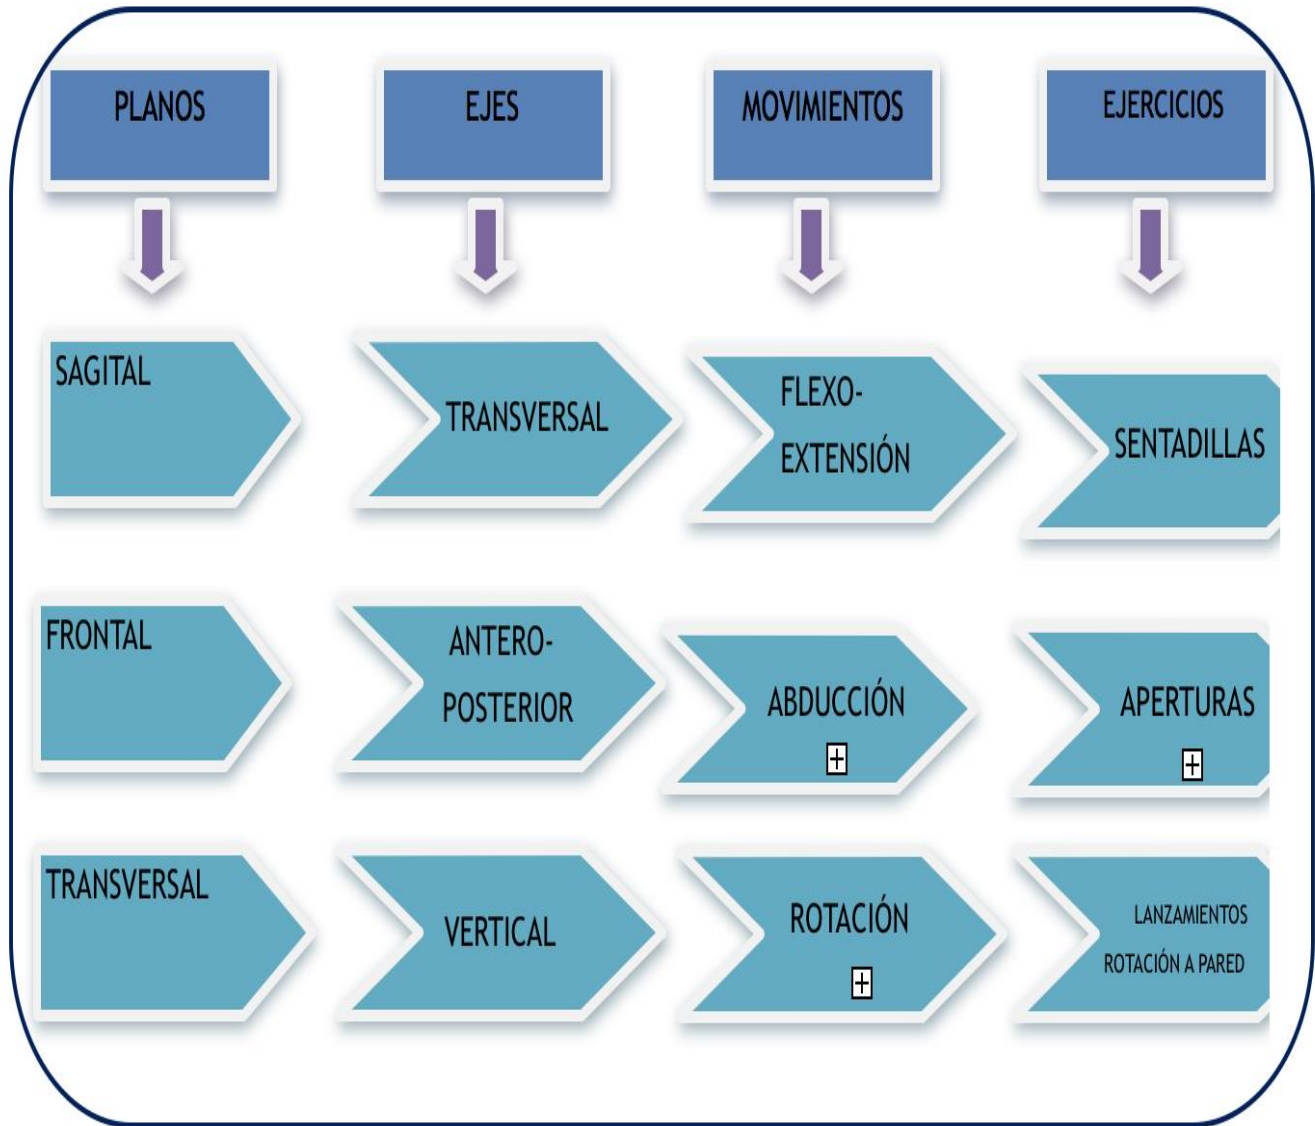 PLANOS
EJES
MOVIMIENTOS
EJERCICIOS
SAGITAL
TRANSVERSAL
FLEXO-
EXTENSIÓN
SENTADILLAS
FRONTAL
ANTERO-
POSTERIOR
ABDUCCIÓN
APERTURAS
TRANSVERSAL
VERTICAL
ROTACIÓN
LANZAMIENTOS
ROTACIÓN A PARED